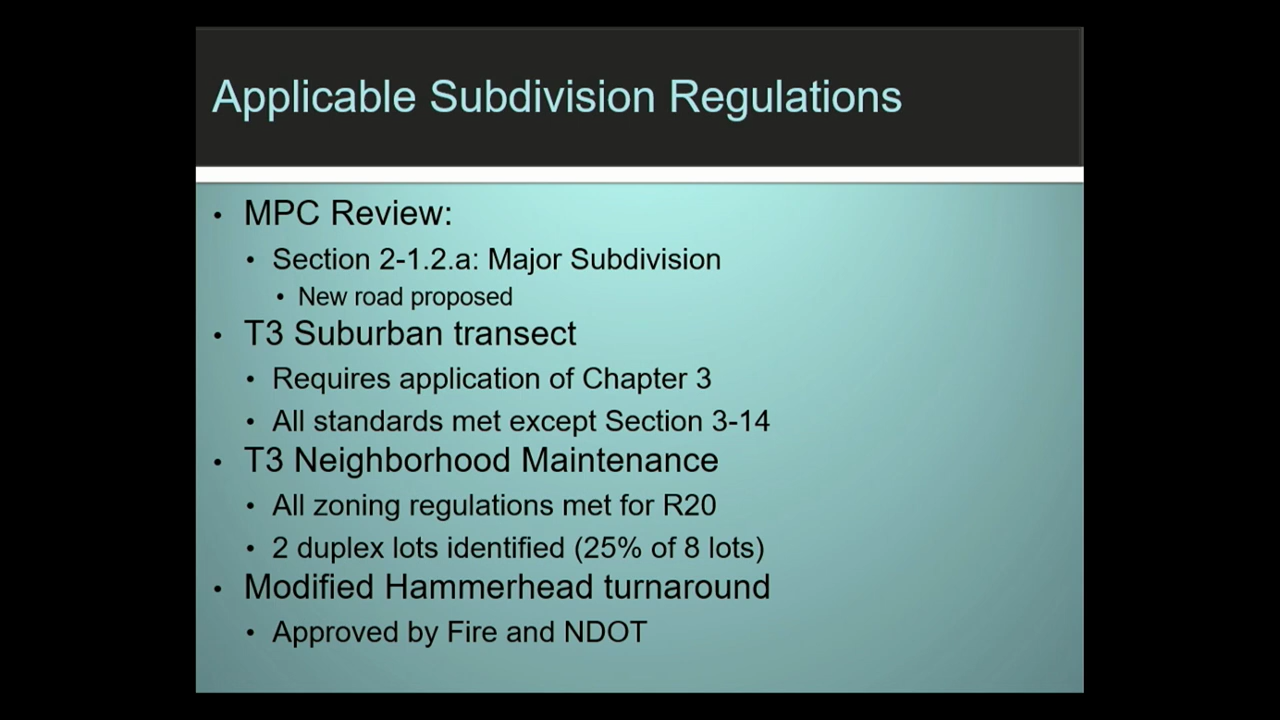 Applicable Subdivision Regulations
• MPC Review:
• Section 2-1.2.a: Major Subdivision
• New road proposed
• T3 Suburban transect
• Requires application of Chapter 3
• All standards met except Section 3-14
• T3 Neighborhood Maintenance
• All zoning regulations met for R20
• 2 duplex lots identified (25% of 8 lots)
• Modified Hammerhead turnaround
• Approved by Fire and NDOT